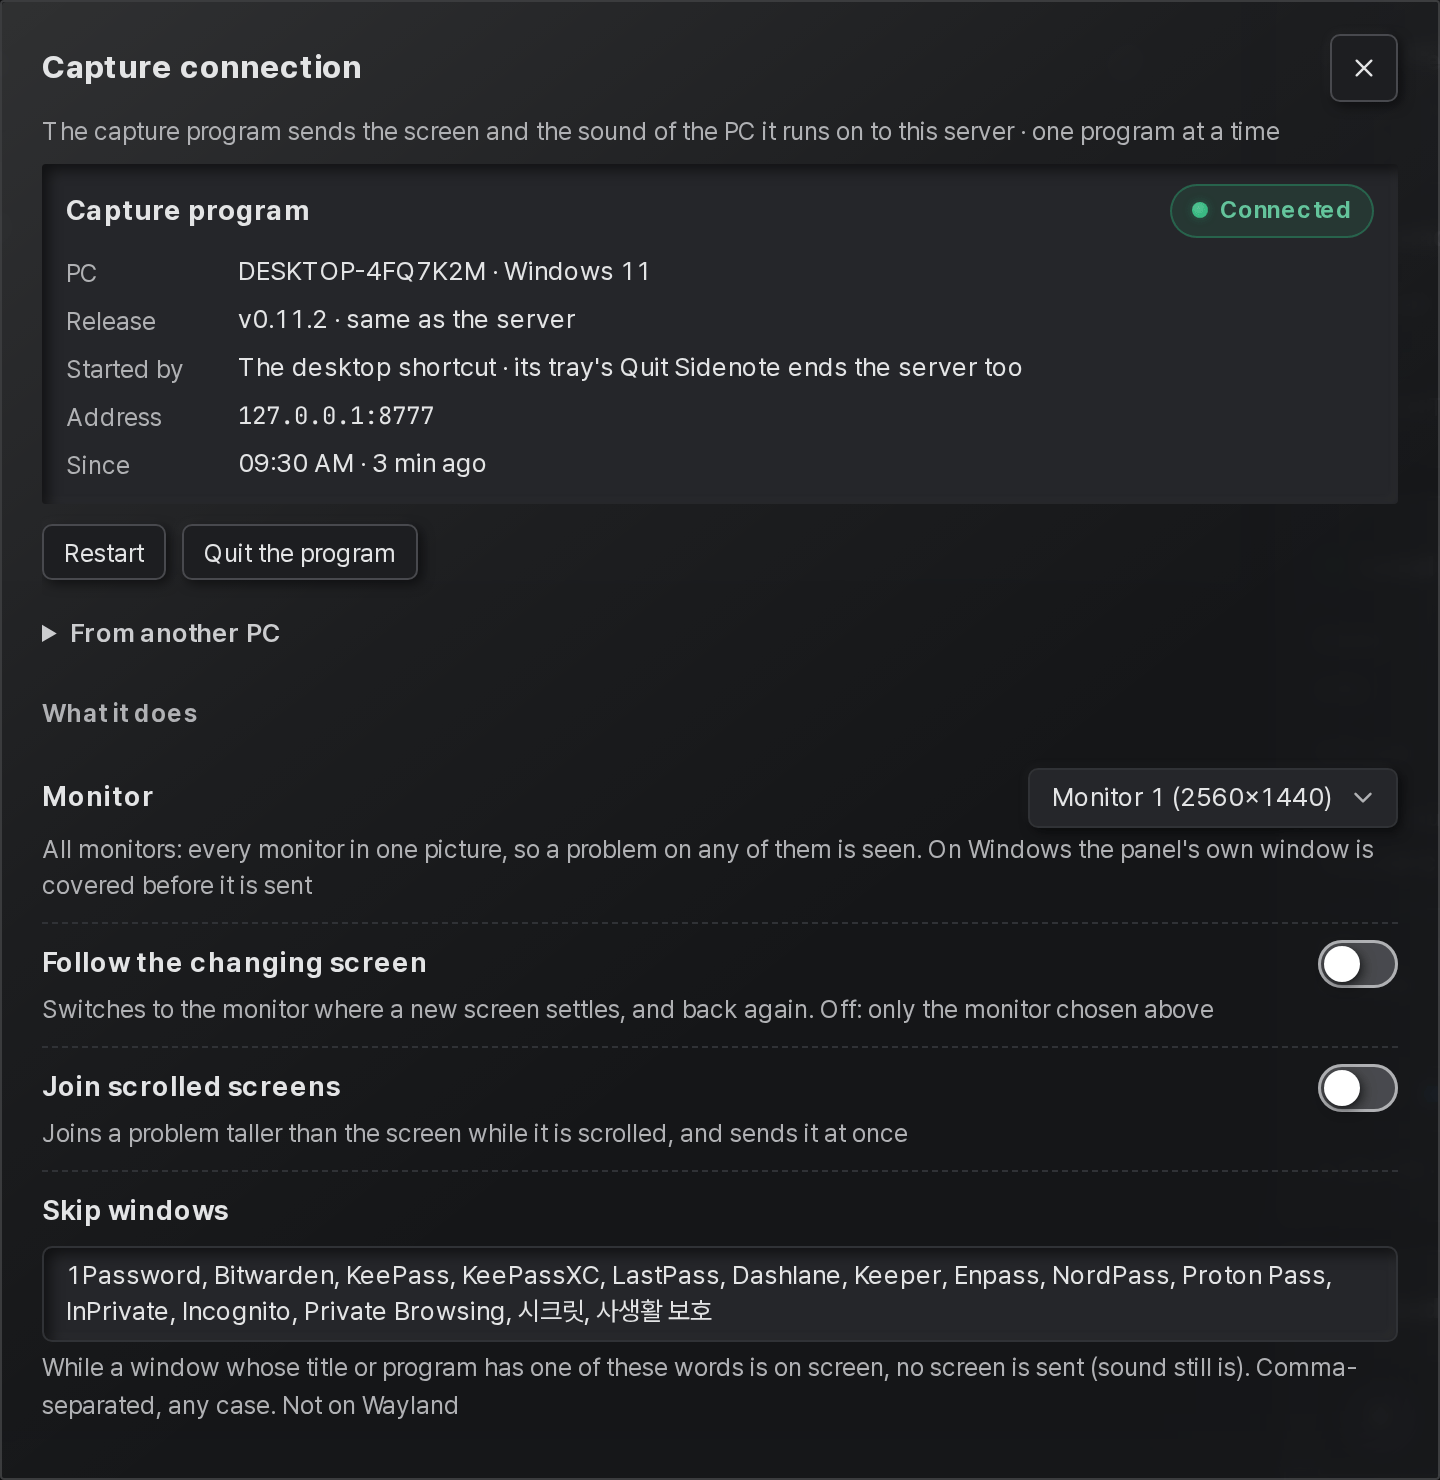 Capture connection
The capture program sends the screen and the sound of the PC it runs on to this server · one program at a time
Capture program
Connected
PC DESKTOP-4FQ7K2M · Windows 11
Release v0.11.2 · same as the server
Started by The desktop shortcut · its tray's Quit Sidenote ends the server too
Address 127.0.0.1:8777
Since 09:30 AM · 3 min ago
Restart Quit the program
From another PC
What it does
Monitor Monitor 1 (2560×1440)
All monitors: every monitor in one picture, so a problem on any of them is seen. On Windows the panel's own window is
covered before it is sent
Follow the changing screen
Switches to the monitor where a new screen settles, and back again. Off: only the monitor chosen above
Join scrolled screens
Joins a problem taller than the screen while it is scrolled, and sends it at once
Skip windows
1Password, Bitwarden, KeePass, KeePassXC, LastPass, Dashlane, Keeper, Enpass, NordPass, Proton Pass,
InPrivate, Incognito, Private Browsing, 시크릿, 사생활 보호
While a window whose title or program has one of these words is on screen, no screen is sent (sound still is). Comma-
separated, any case. Not on Wayland